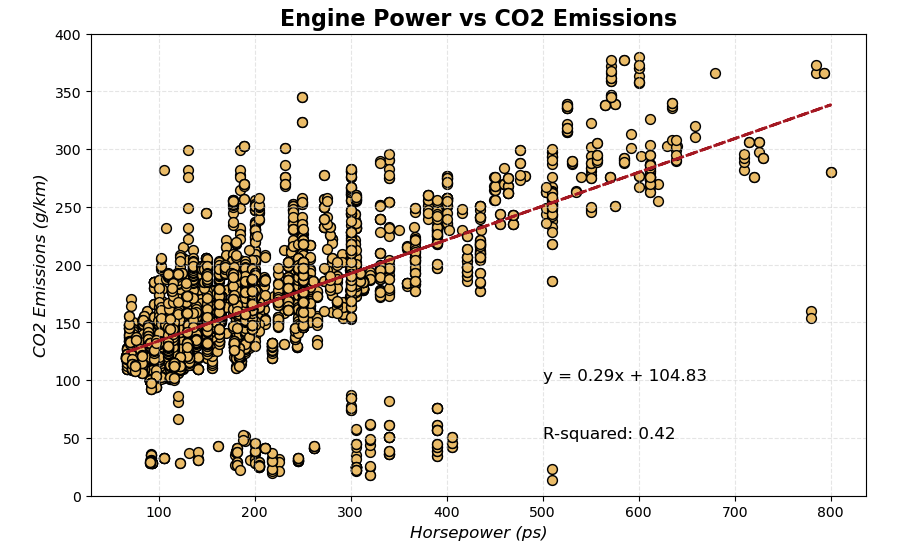 Engine Power vs CO2 Emissions
CO2 Emissions (g/km)
400
350
300
250
200
150
100
50
0
y = 0.29x + 104.83
R-squared: 0.42
100 200 300 400 500 600 700 800
Horsepower (ps)